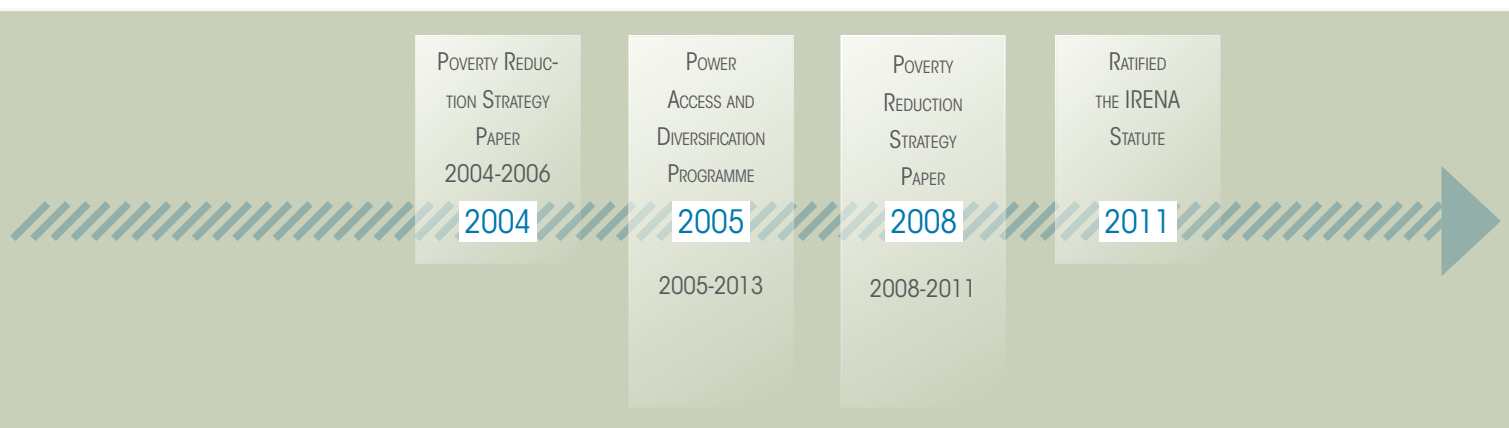 Poverty Reduc-
tion Strategy
Paper
2004-2006
2004
Power
Access and
Diversification
Programme
2005
2005-2013
Poverty
Reduction
Strategy
Paper
2008
2008-2011
Ratified
the IRENA
Statute
2011